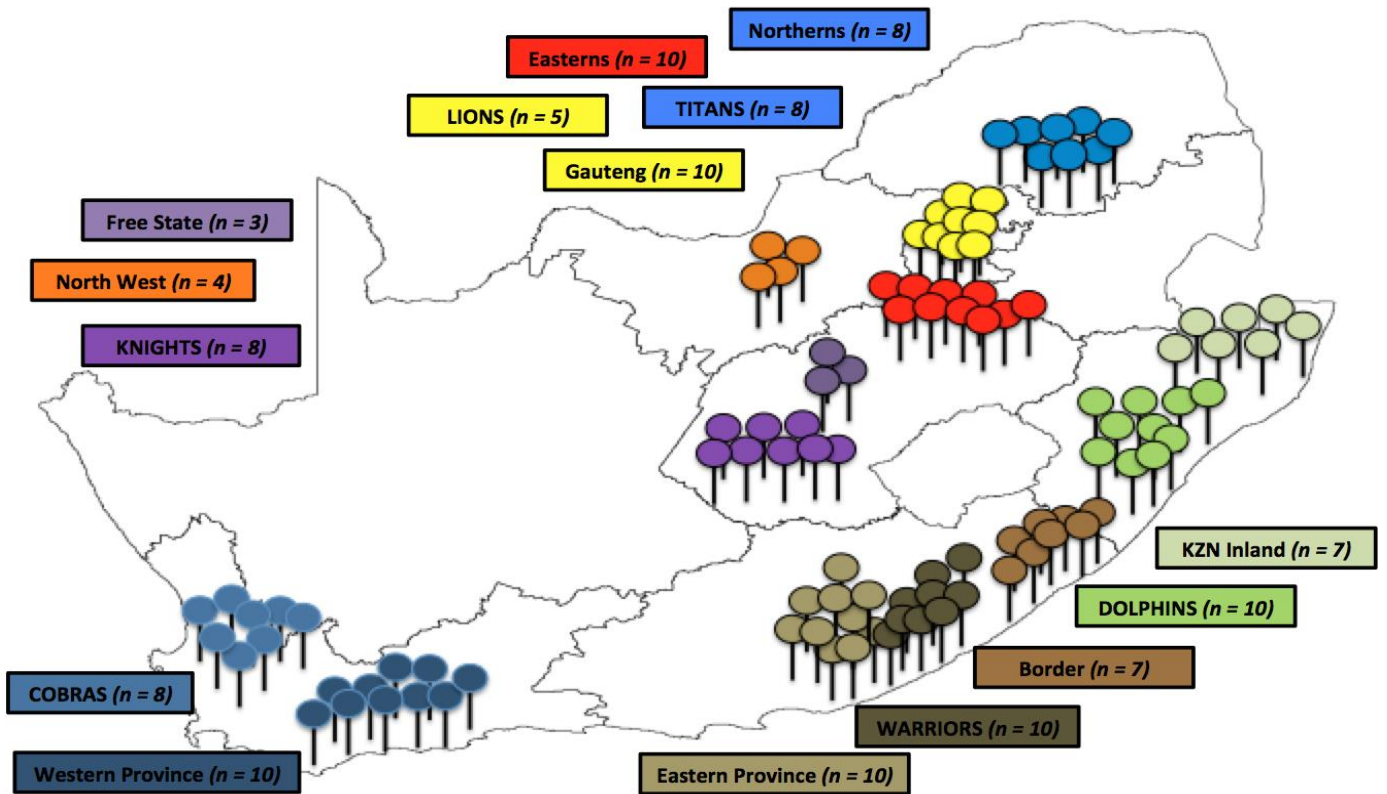 Northerns (n = 8)
Easterns (n = 10)
TITANS (n = 8)
LIONS (n = 5)
Gauteng (n = 10)
Free State (n = 3)
North West (n = 4)
KNIGHTS (n = 8)
KZN Inland (n = 7)
DOLPHINS (n = 10)
Border (n = 7)
COBRAS (n = 8)
WARRIORS (n = 10)
Western Province (n = 10)
Eastern Province (n = 10)